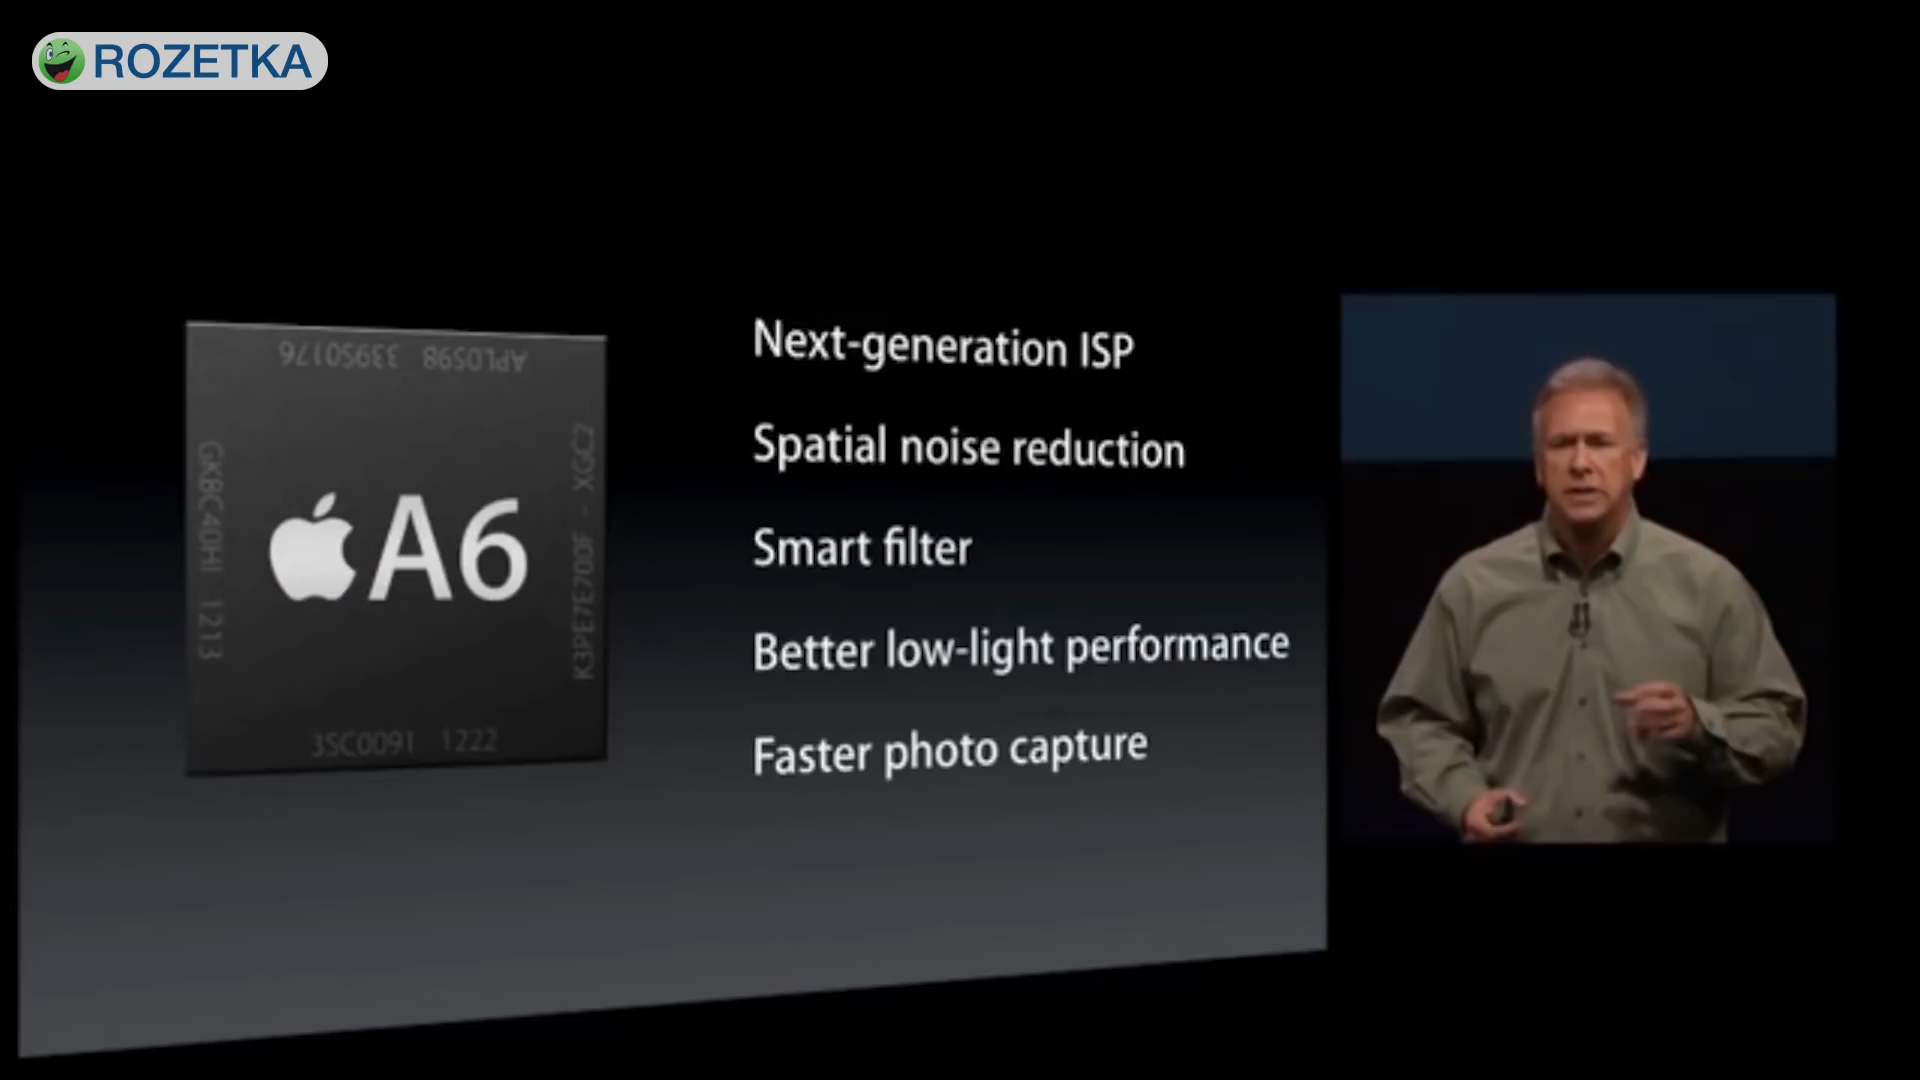 ROZETKA
APL0598 339S0176
GKBC40HI 1213
A6
K3PE7E700F - XGC2
3SC0091 1222
Next-generation ISP
Spatial noise reduction
Smart filter
Better low-light performance
Faster photo capture